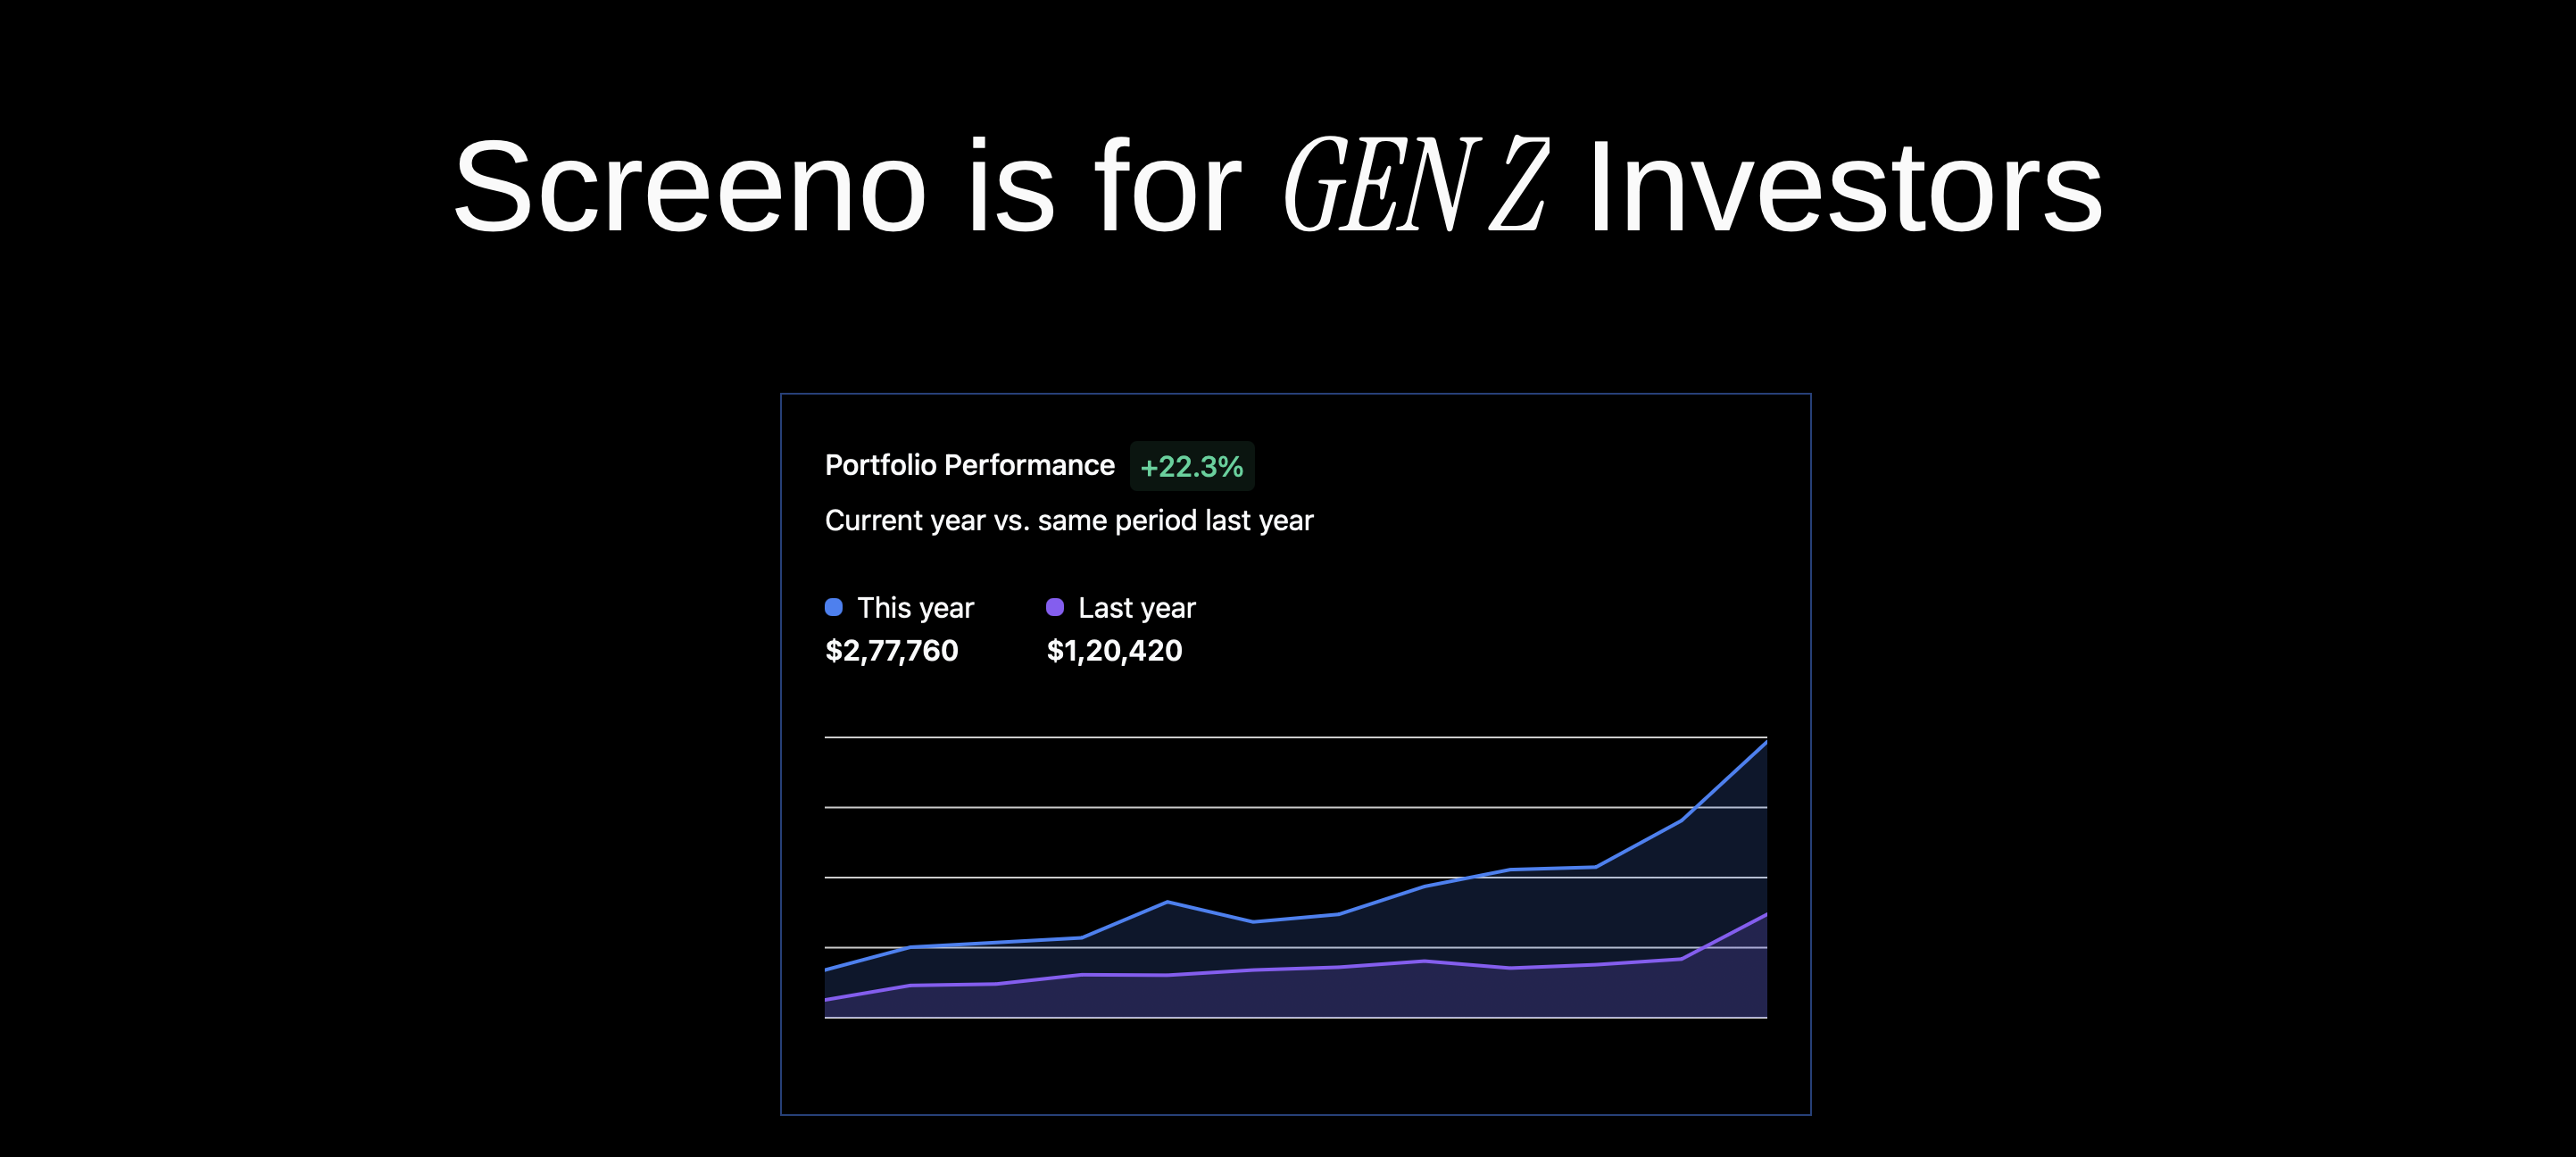 Screeno is for GEN Z Investors
Portfolio Performance +22.3%
Current year vs. same period last year
This year Last year
$2,77,760 $1,20,420